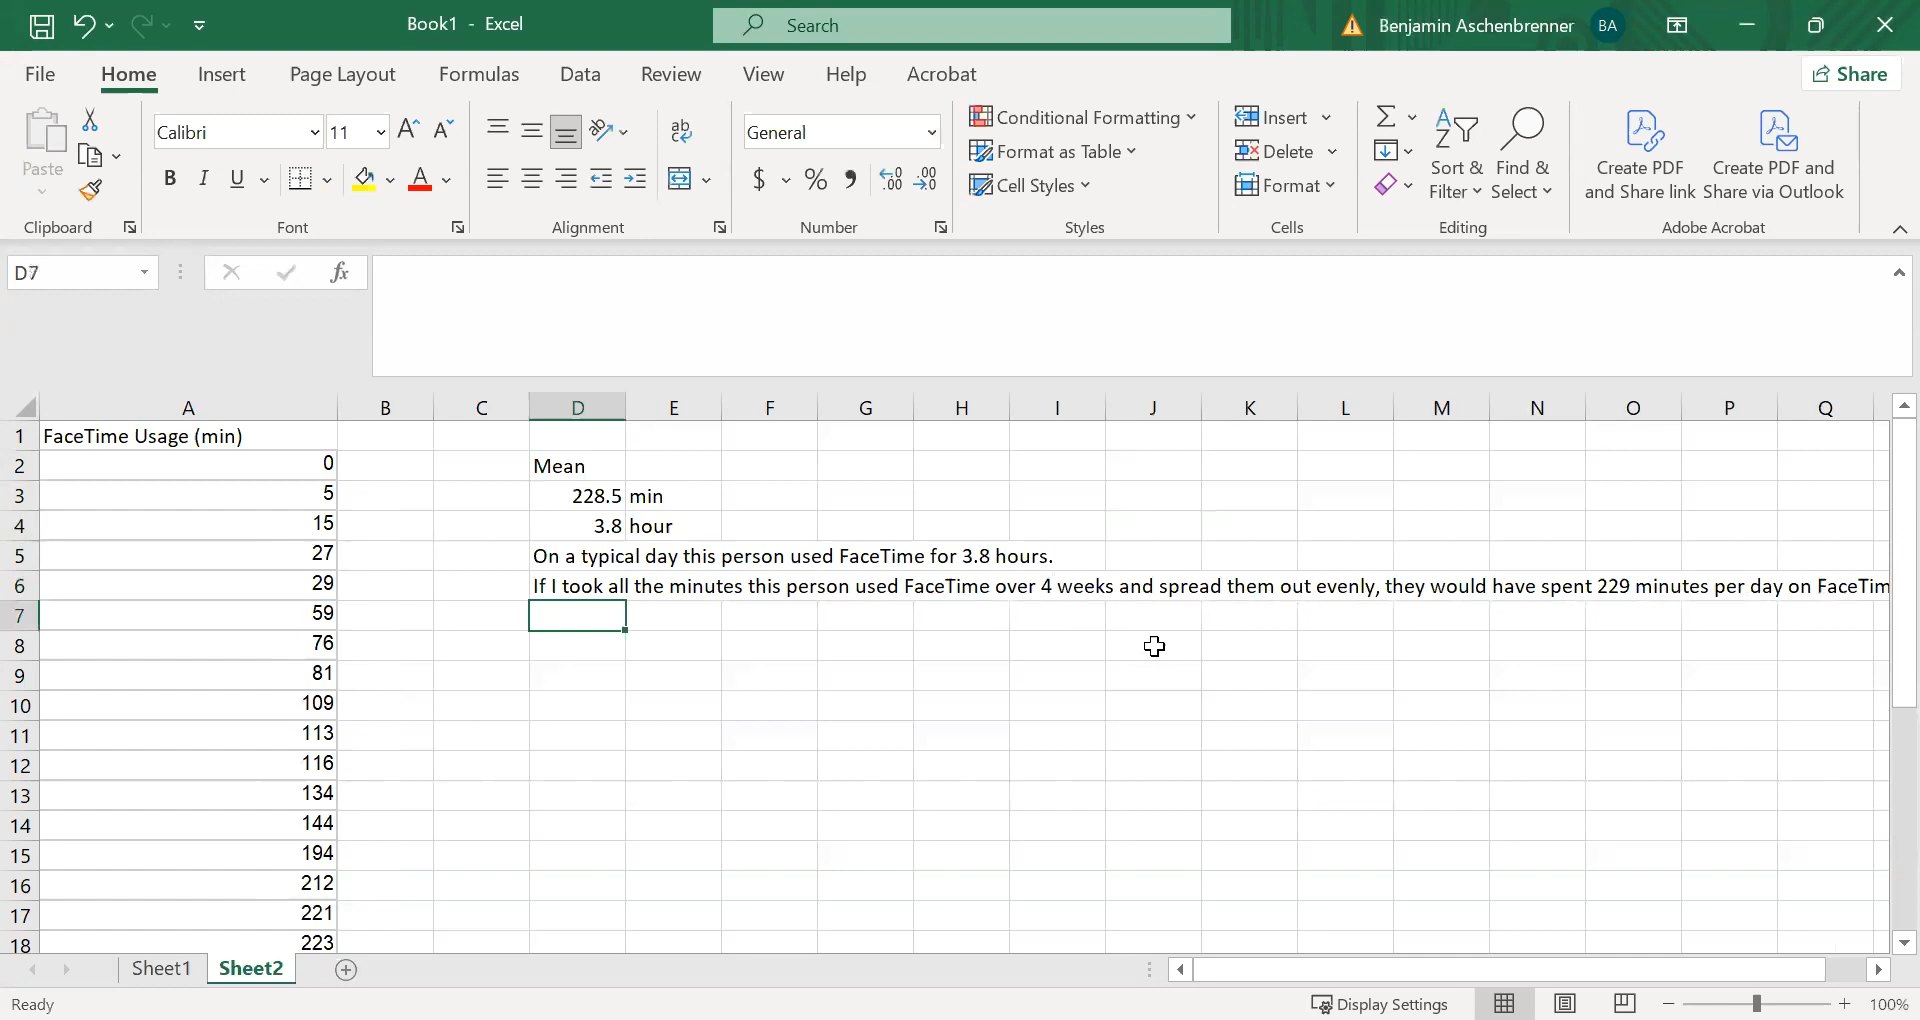 Book1 - Excel
Search
Benjamin Aschenbrenner
BA
File Home Insert Page Layout Formulas Data Review View Help Acrobat
Share
Paste
Calibri
11
B I U A
ab
General
$ % ,
Conditional Formatting
Format as Table
Cell Styles
Insert
Delete
Format
Sort & Filter
Find & Select
Create PDF and Share link
Create PDF and Share via Outlook
Clipboard Font Alignment Number Styles Cells Editing Adobe Acrobat
D7
fx
A B C D E F G H I J K L M N O P Q
1 FaceTime Usage (min)
2 0 Mean
3 5 228.5 min
4 15 3.8 hour
5 27 On a typical day this person used FaceTime for 3.8 hours.
6 29 If I took all the minutes this person used FaceTime over 4 weeks and spread them out evenly, they would have spent 229 minutes per day on FaceTim
7 59
8 76
9 81
10 109
11 113
12 116
13 134
14 144
15 194
16 212
17 221
18 223
Sheet1 Sheet2
Ready
Display Settings
100%